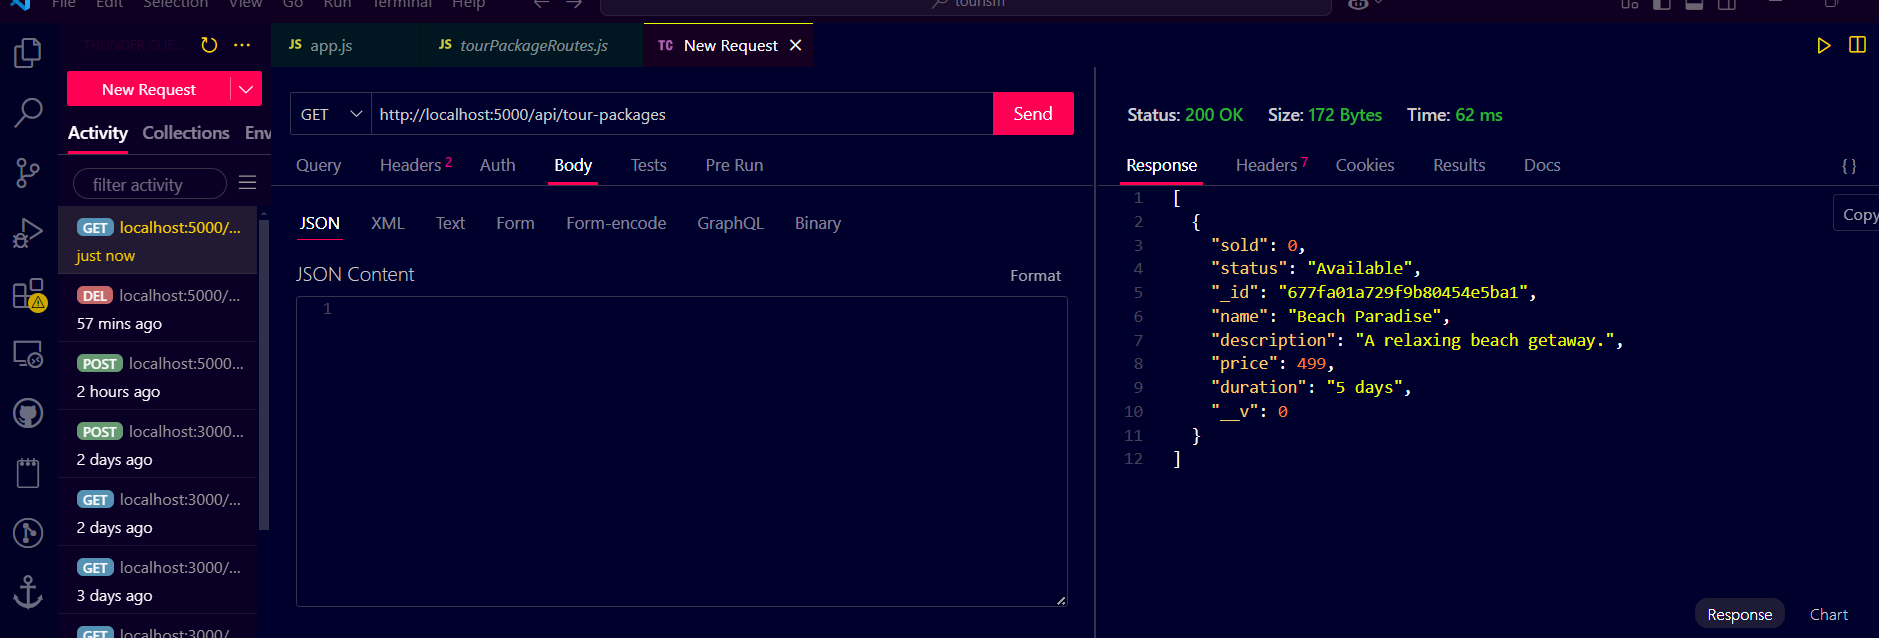 File Edit Selection View Go Run Terminal Help tourism
THUNDER CLIE... ...
JS app.js
JS tourPackageRoutes.js
TC New Request
New Request
Activity Collections Env
filter activity
GET localhost:5000/...
just now
DEL localhost:5000/...
57 mins ago
POST localhost:5000...
2 hours ago
POST localhost:3000...
2 days ago
GET localhost:3000/...
2 days ago
GET localhost:3000/...
3 days ago
GET localhost:3000/
GET http://localhost:5000/api/tour-packages Send
Query Headers 2 Auth Body Tests Pre Run
JSON XML Text Form Form-encode GraphQL Binary
JSON Content Format
1
Status: 200 OK Size: 172 Bytes Time: 62 ms
Response Headers 7 Cookies Results Docs {}
Copy
1 [
2 {
3 "sold": 0,
4 "status": "Available",
5 "_id": "677fa01a729f9b80454e5ba1",
6 "name": "Beach Paradise",
7 "description": "A relaxing beach getaway.",
8 "price": 499,
9 "duration": "5 days",
10 "__v": 0
11 }
12 ]
Response Chart